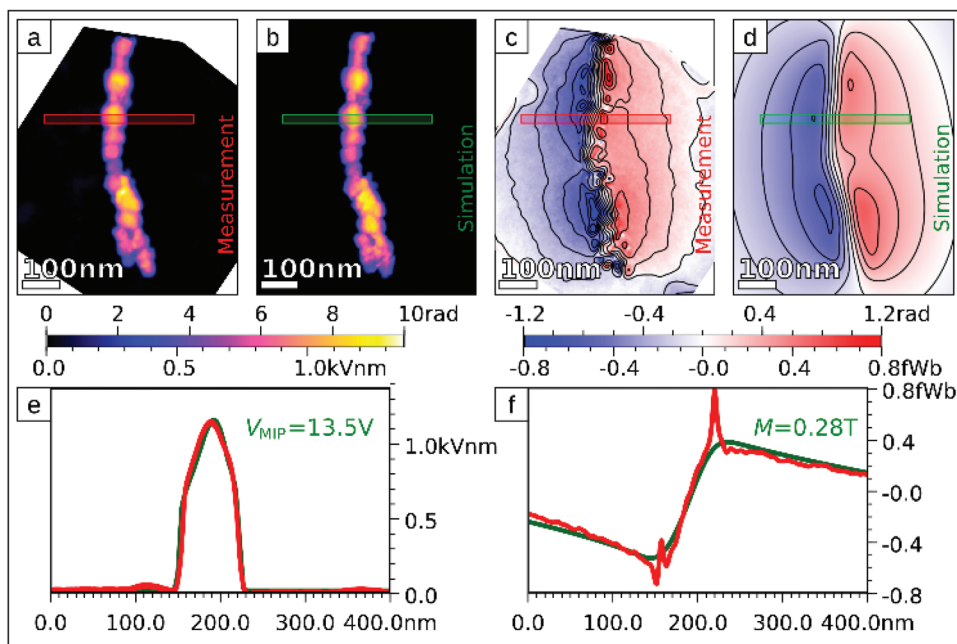 a
Measurement
100nm
b
Simulation
100nm
c
Measurement
100nm
d
Simulation
100nm
0 2 4 6 8 10rad
0.0 0.5 1.0kVnm
-1.2 -0.4 0.4 1.2rad
-0.8 -0.4 -0.0 0.4 0.8fWb
e
VMIP=13.5V
1.0kVnm
0.5
0.0
0.0 100.0 200.0 300.0 400.0nm
f
M=0.28T
0.8fWb
0.4
-0.0
-0.4
-0.8
0.0 100.0 200.0 300.0 400.0nm